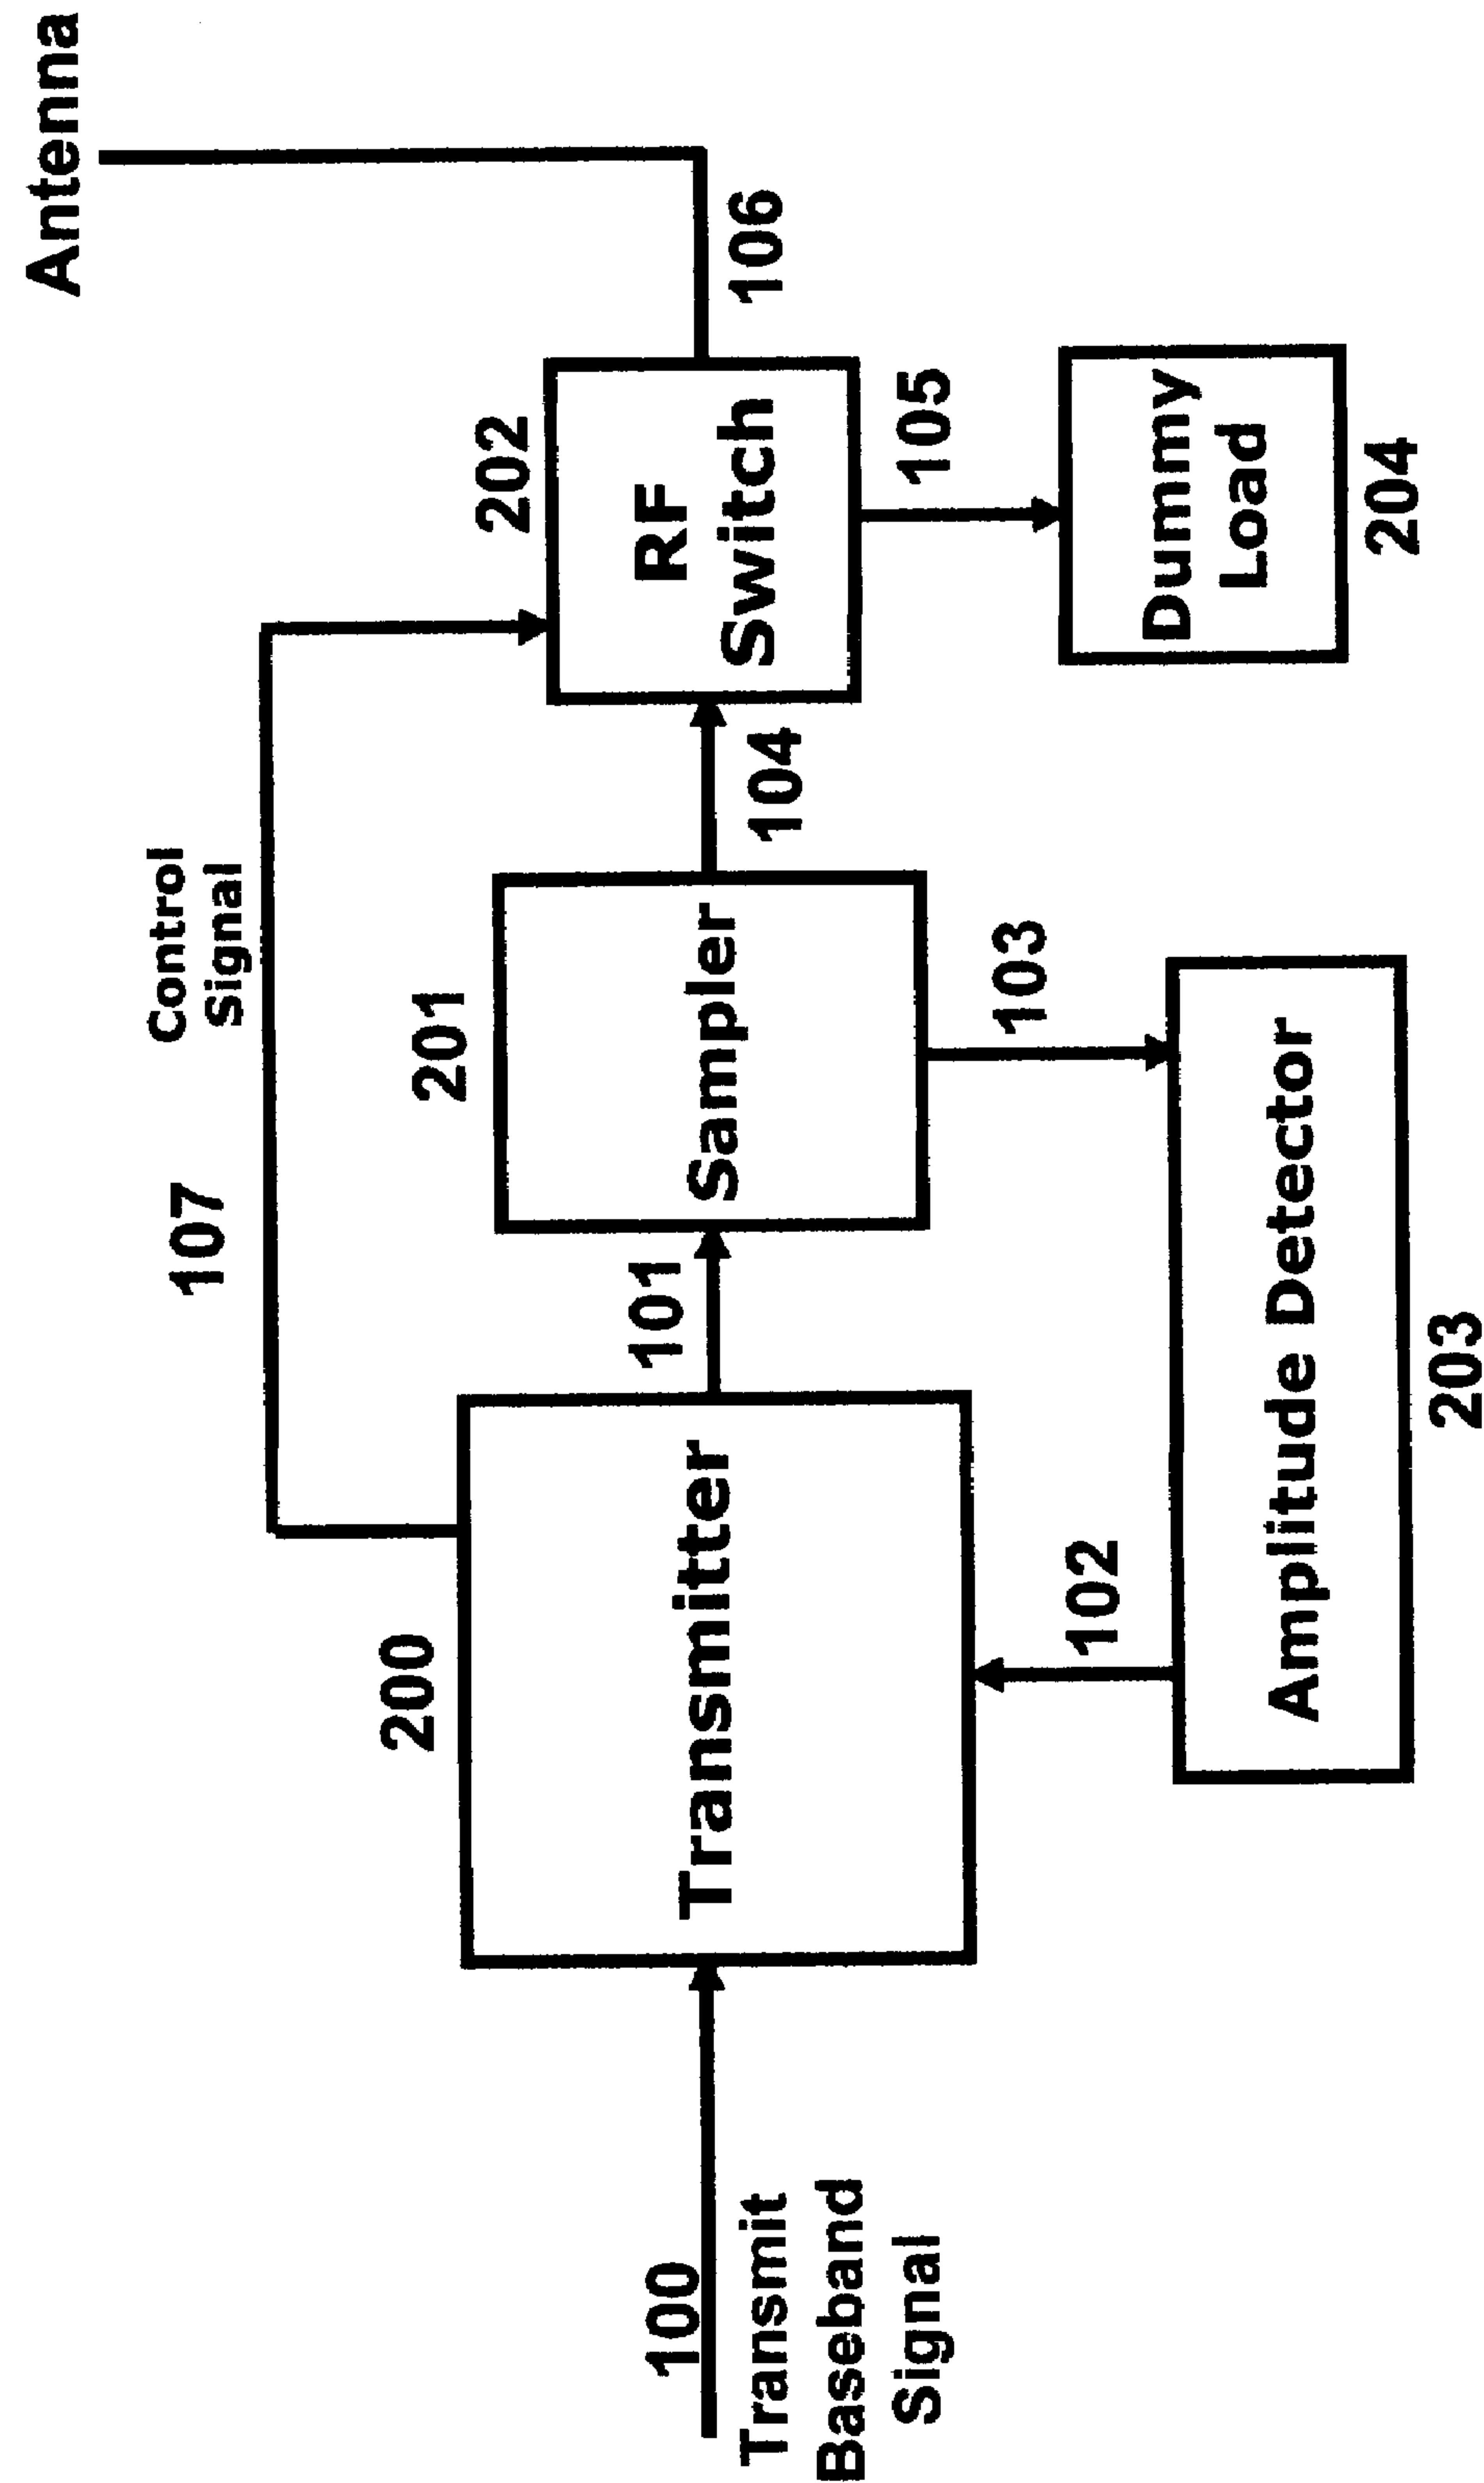 Antenna
107
Control
Signal
200
201
202
100
Transmit
Baseband
Signal
Transmitter
101
Sampler
104
RF
Switch
106
102
103
105
Amplitude Detector
203
Dummy
Load
204